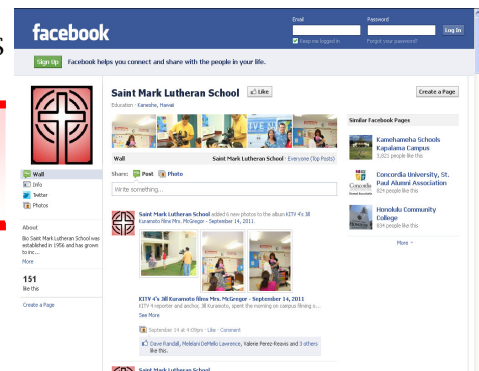 s
Email
Password
facebook
Log In
Keep me logged in
Forgot your password?
Sign Up
Facebook helps you connect and share with the people in your life.
Saint Mark Lutheran School
Like
Create a Page
Education · Kaneohe, Hawaii
Wall
Saint Mark Lutheran School · Everyone (Top Posts)
Share: Post Photo
Write something...
Wall
Info
Twitter
Photos
About
Bio Saint Mark Lutheran School was
established in 1956 and has grown
to inc...
More
151
like this
Create a Page
Saint Mark Lutheran School added 6 new photos to the album KITV 4's Jill
Kuramoto films Mrs. McGregor - September 14, 2011.
KITV 4's Jill Kuramoto films Mrs. McGregor - September 14, 2011
KITV 4 reporter and anchor, Jill Kuramoto, spent the morning on campus filming o...
See More
September 14 at 4:09pm · Like · Comment
Dave Randall, Melelani DeMello Lawrence, Valerie Perez-Reavis and 3 others
like this.
Saint Mark Lutheran School
Similar Facebook Pages
Kamehameha Schools
Kapalama Campus
3,821 people like this
Concordia University, St.
Paul Alumni Association
824 people like this
Concordia
Honolulu Community
College
834 people like this
More